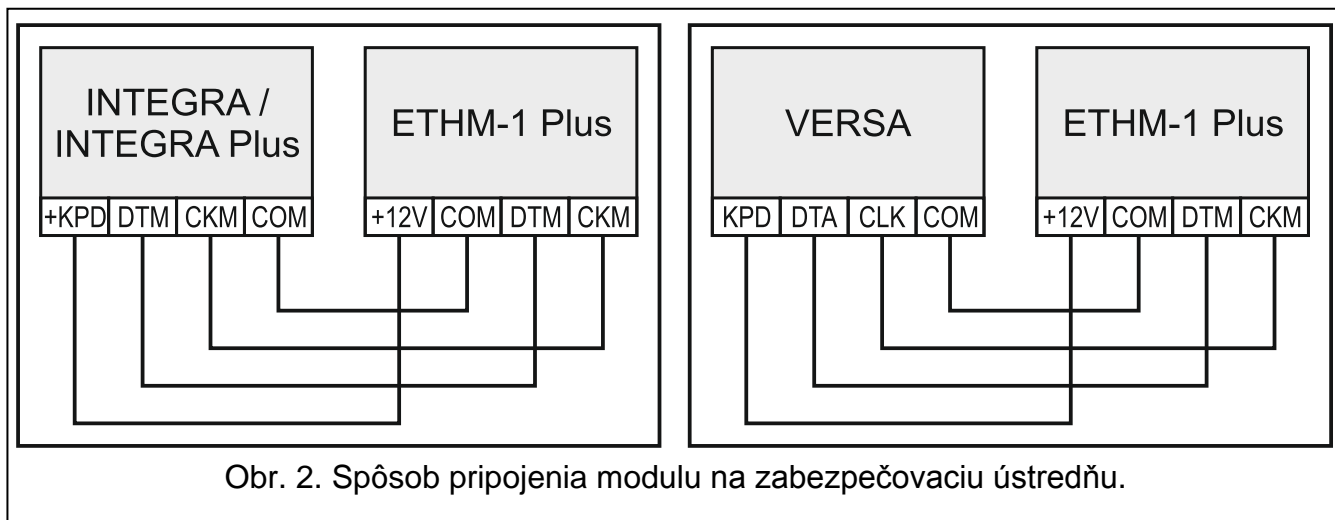 INTEGRA /
INTEGRA Plus
+KPD DTM CKM COM
ETHM-1 Plus
+12V COM DTM CKM
VERSA
KPD DTA CLK COM
ETHM-1 Plus
+12V COM DTM CKM
Obr. 2. Spôsob pripojenia modulu na zabezpečovaciu ústredňu.